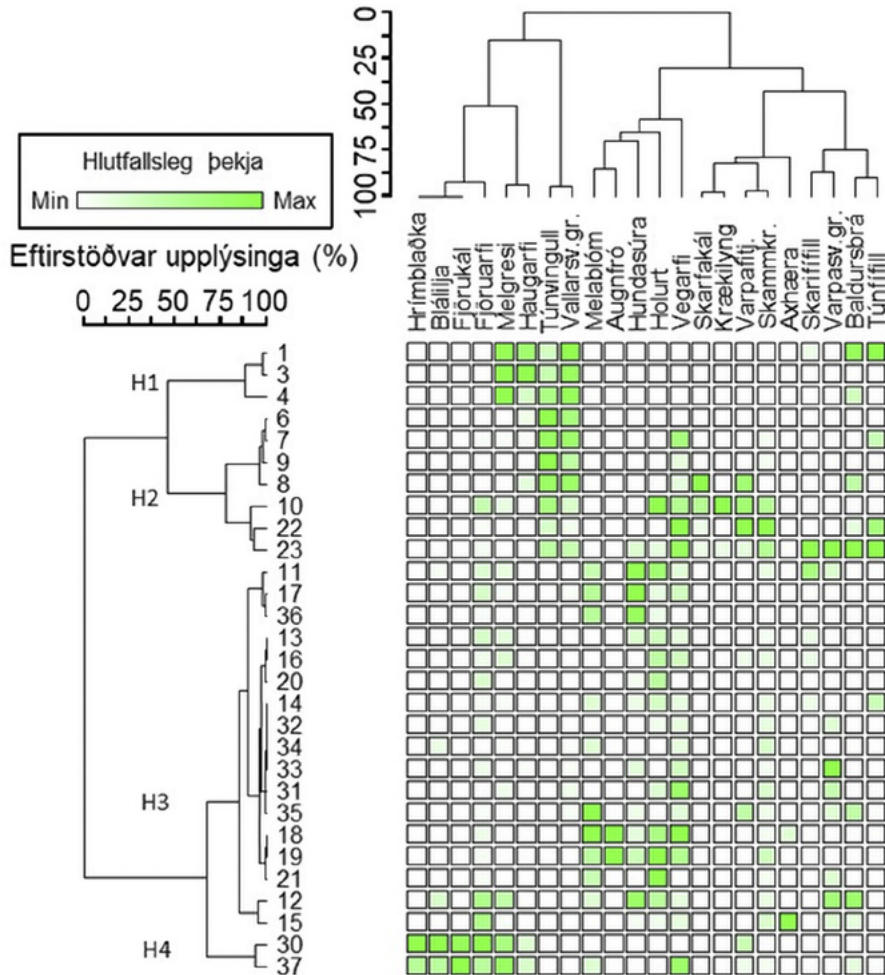 0
25
50
75
100
Hlutfallsleg þekja
Min Max
Eftirstöðvar upplýsinga (%)
0 25 50 75 100
Hrímblaðka
Blálilja
Fjörukál
Fjöruarfi
Melgresi
Haugarfi
Túnvingull
Vallarsv.gr.
Melablóm
Augnfró
Hundasúra
Holurt
Vegarfi
Skarfakál
Krækilyng
Varpafitj.
Skammkr.
Axhæra
Skarifífill
Varpasv.gr.
Baldursbrá
Túnfífill
H1
H2
H3
H4
1
3
4
6
7
9
8
10
22
23
11
17
36
13
16
20
14
32
34
33
31
35
18
19
21
12
15
30
37